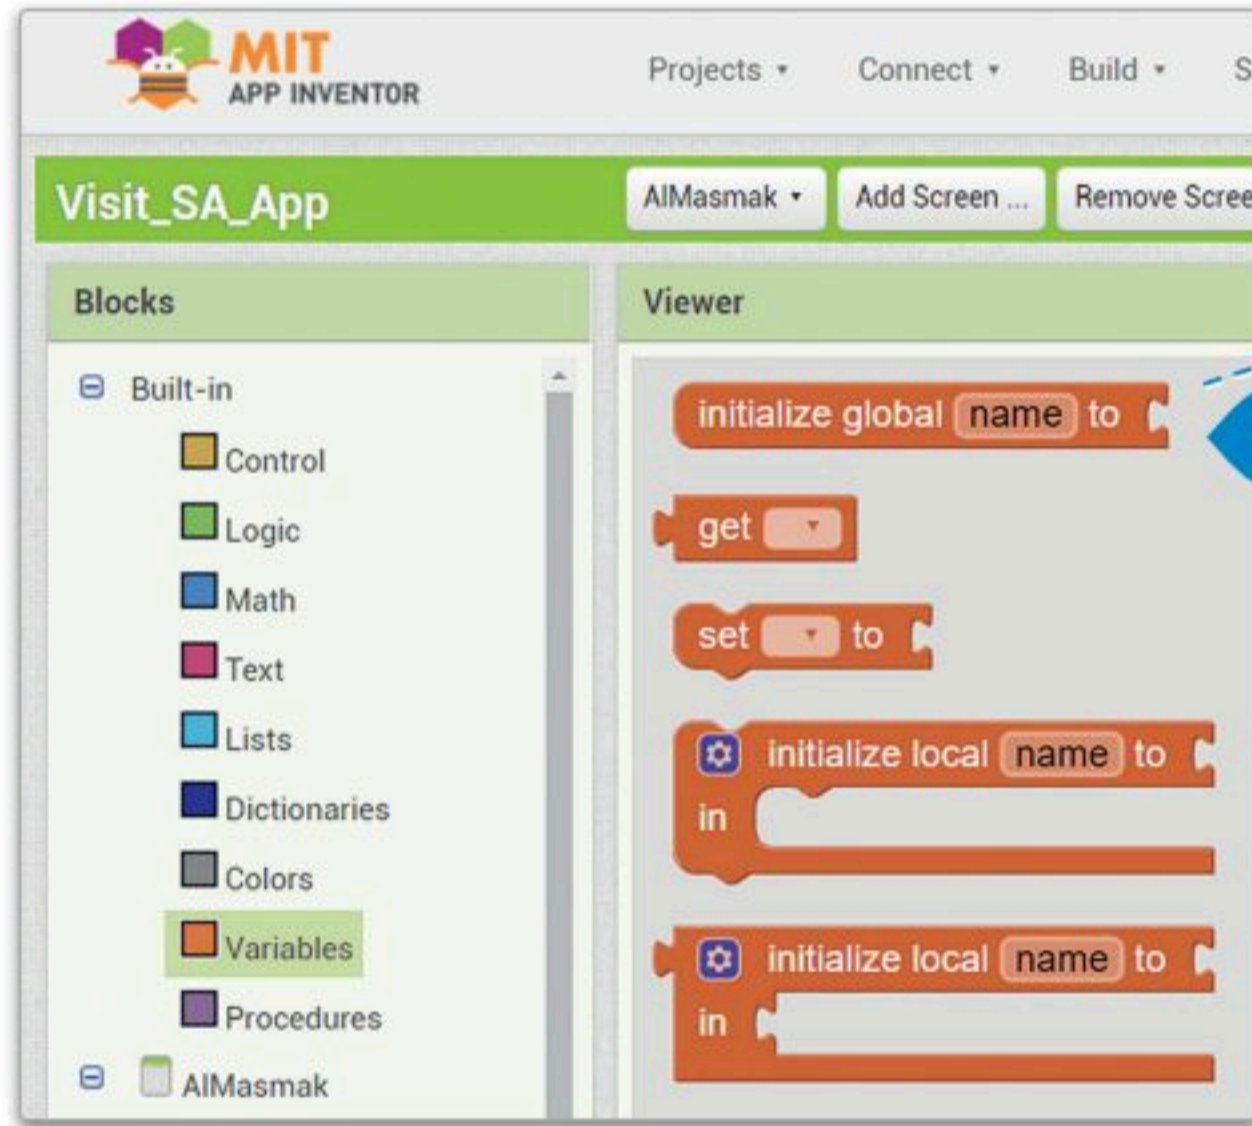 MIT
APP INVENTOR
Projects
Connect
Build
S
Visit_SA_App
AlMasmak
Add Screen ...
Remove Scree
Blocks
Viewer
Built-in
Control
Logic
Math
Text
Lists
Dictionaries
Colors
Variables
Procedures
AlMasmak
initialize global name to
get
set to
initialize local name to
in
initialize local name to
in